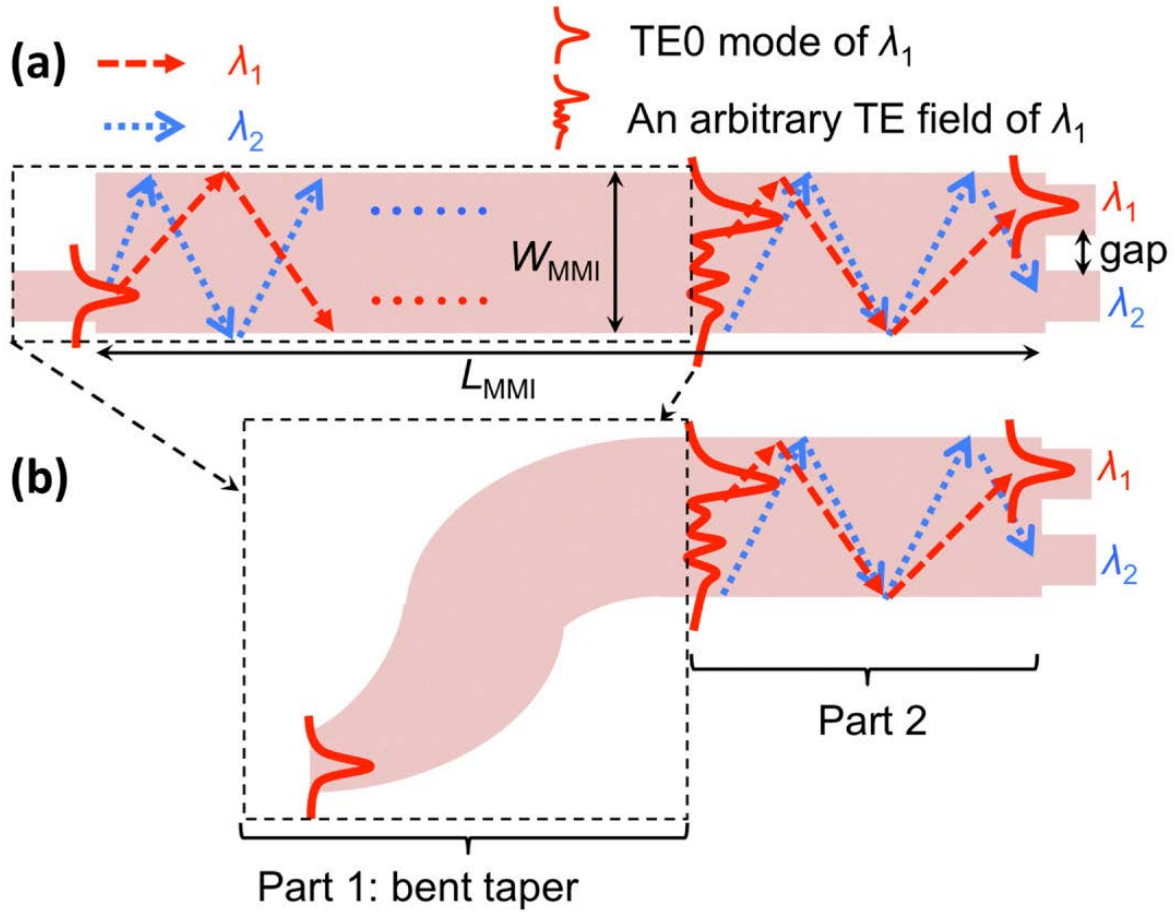 (a)
λ1
λ2
TE0 mode of λ1
An arbitrary TE field of λ1
WMMI
LMMI
λ1
gap
λ2
(b)
λ1
λ2
Part 2
Part 1: bent taper